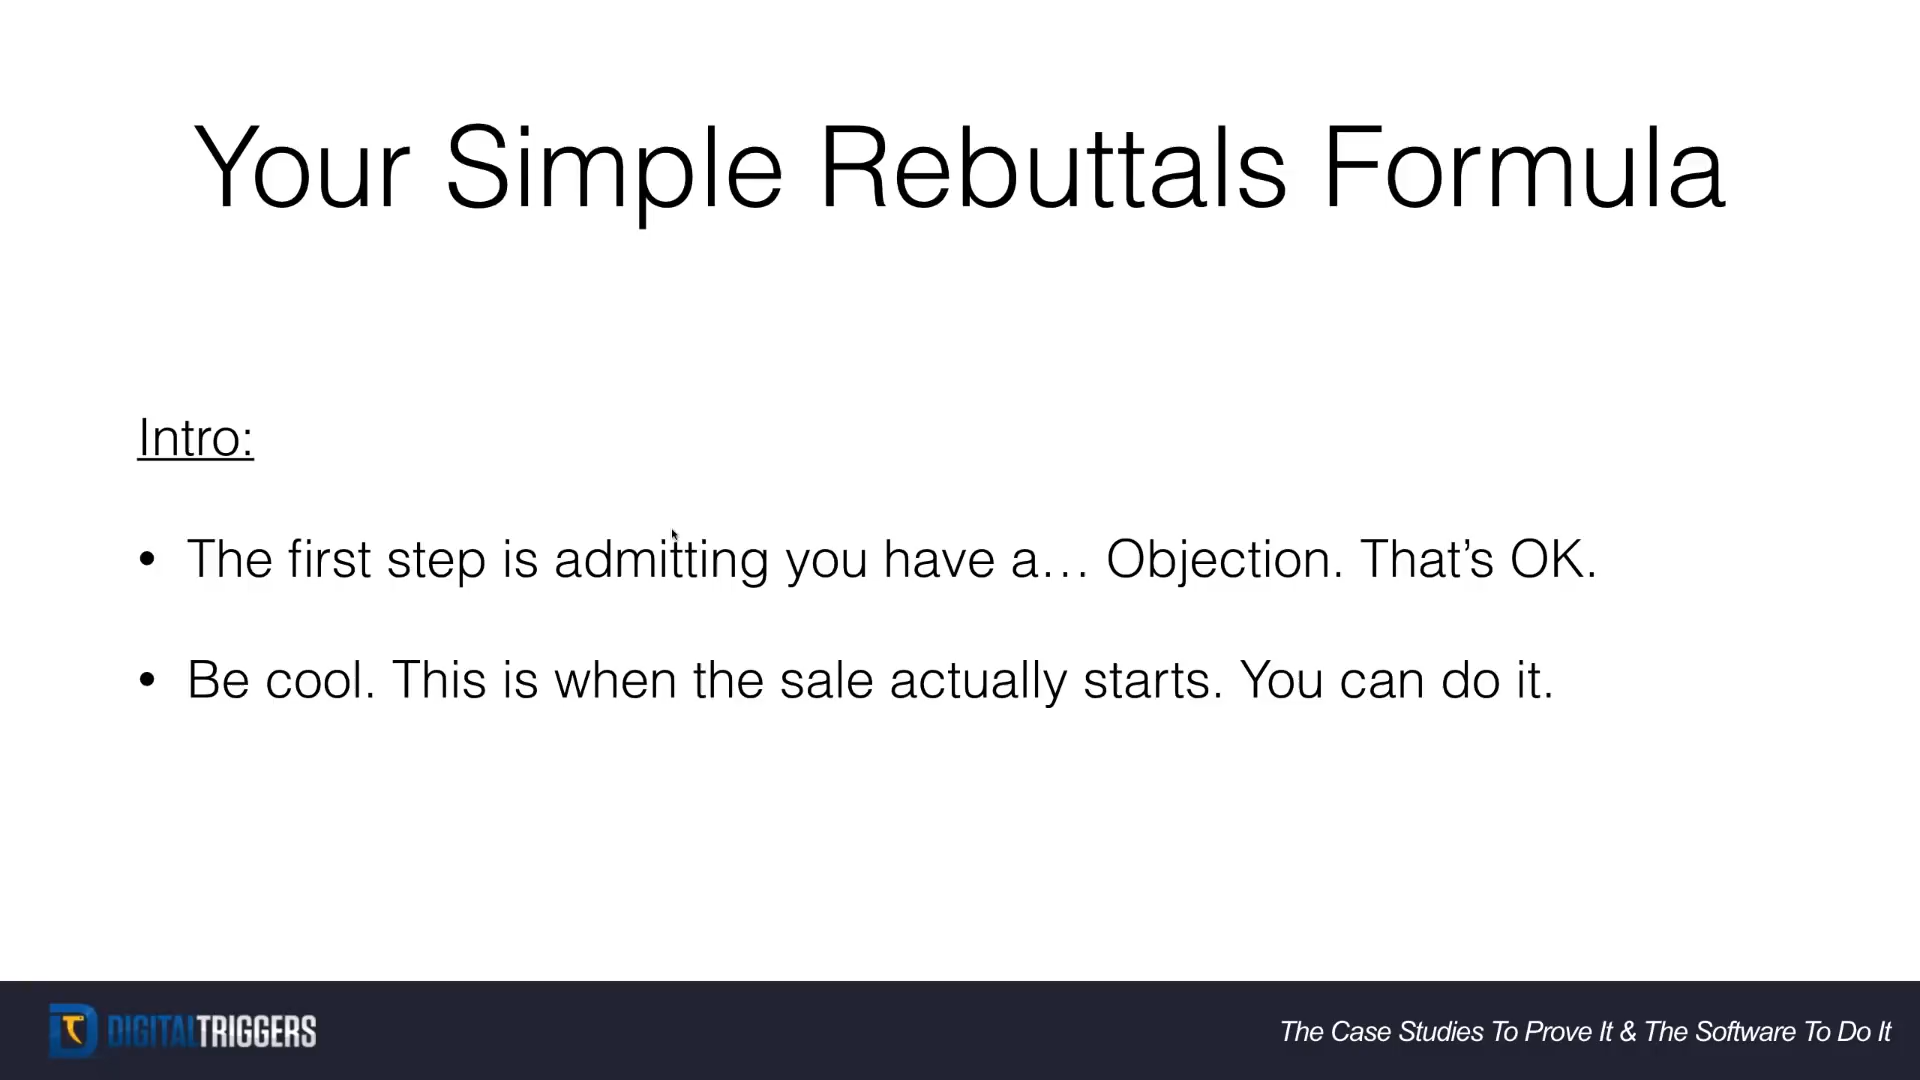 Your Simple Rebuttals Formula
Intro:
• The first step is admitting you have a… Objection. That’s OK.
• Be cool. This is when the sale actually starts. You can do it.
DIGITALTRIGGERS
The Case Studies To Prove It & The Software To Do It